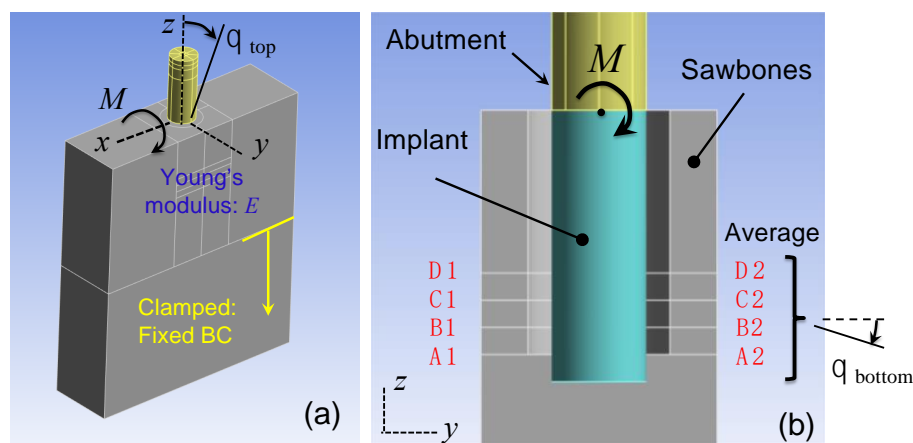 z
q top
M
x
y
Young's
modulus: E
Clamped:
Fixed BC
(a)
Abutment
M
Sawbones
Implant
Average
D1
D2
C1
C2
B1
B2
A1
A2
q bottom
z
y
(b)